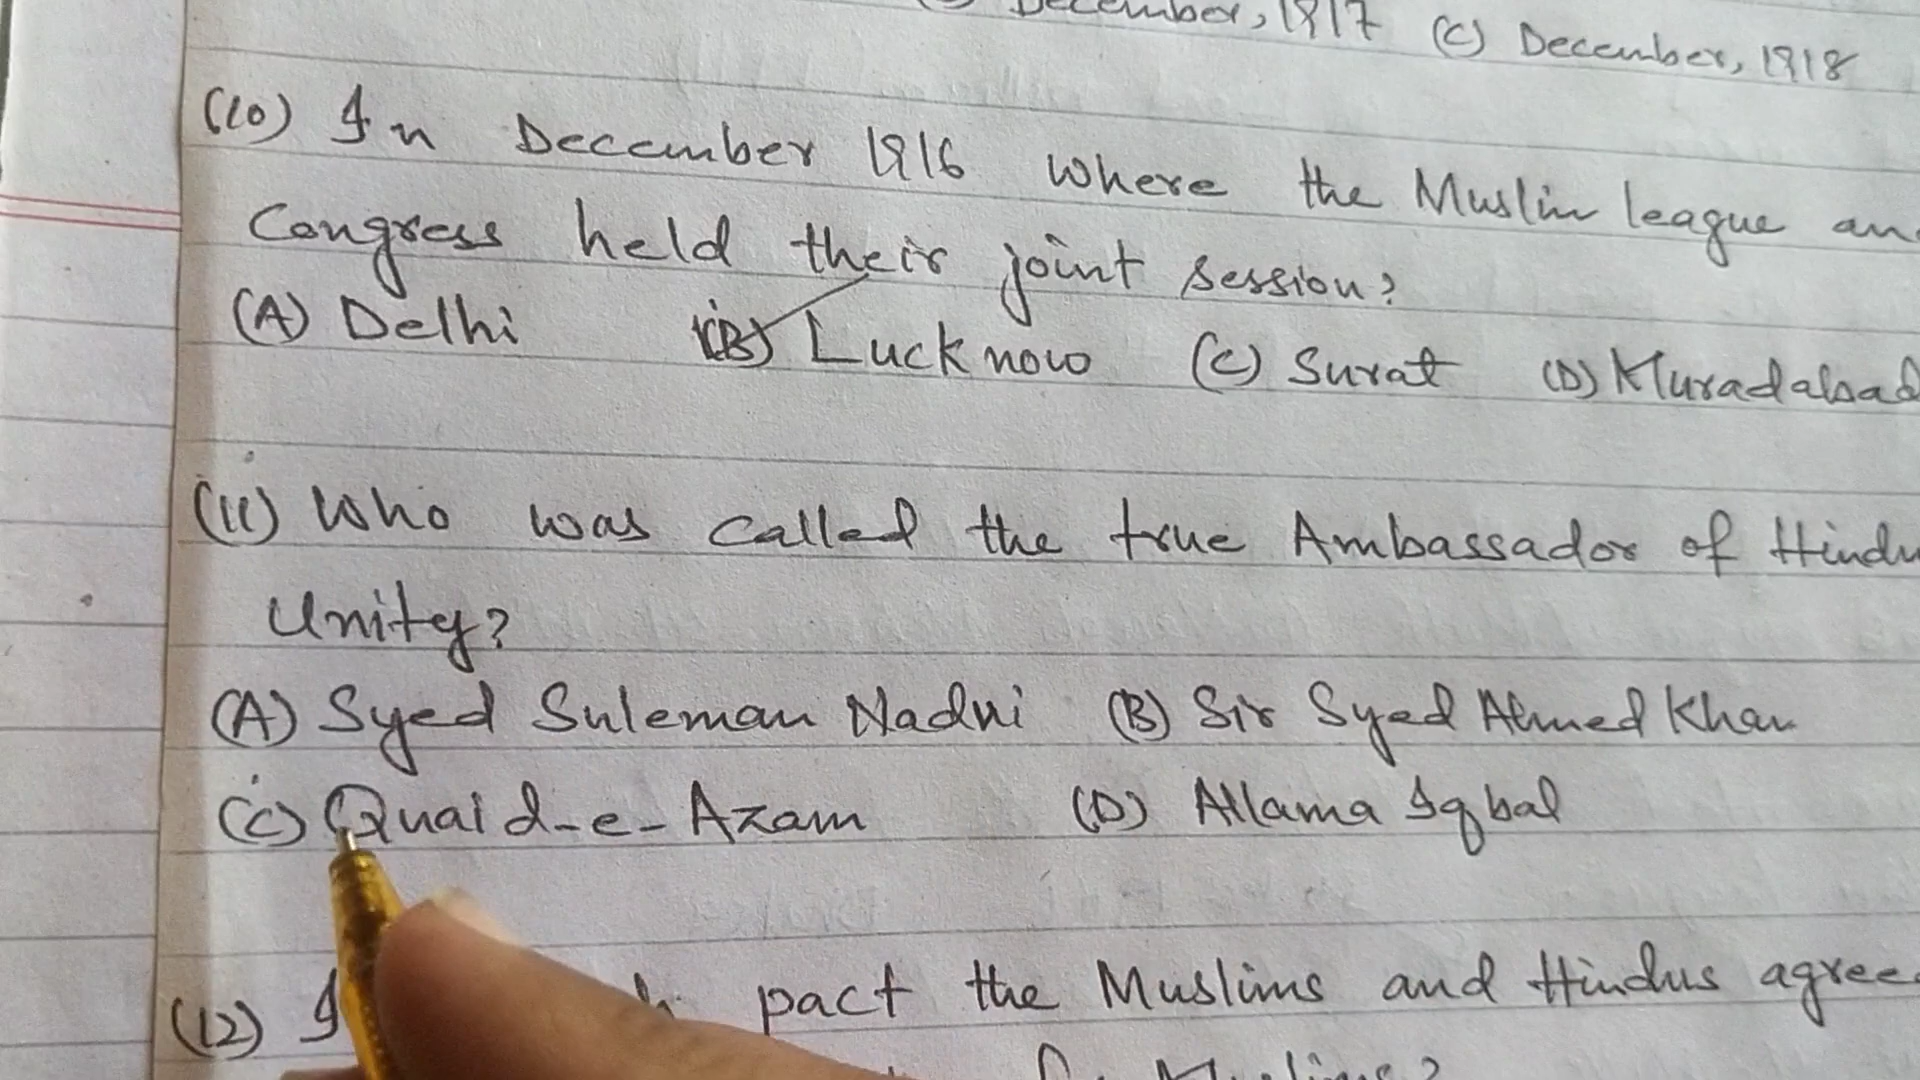 December, 1917 (C) December, 1918
(10) In December 1916 where the Muslim league
Congress held their joint session?
(A) Delhi (B) Lucknow (C) Surat (D) Muradabad
(11) Who was called the true Ambassador of Hindu
Unity?
(A) Syed Suleman Nadvi (B) Sir Syed Ahmed Khan
(C) Quaid-e-Azam (D) Allama Iqbal
(12) pact the Muslims and Hindus agree
Muslims?